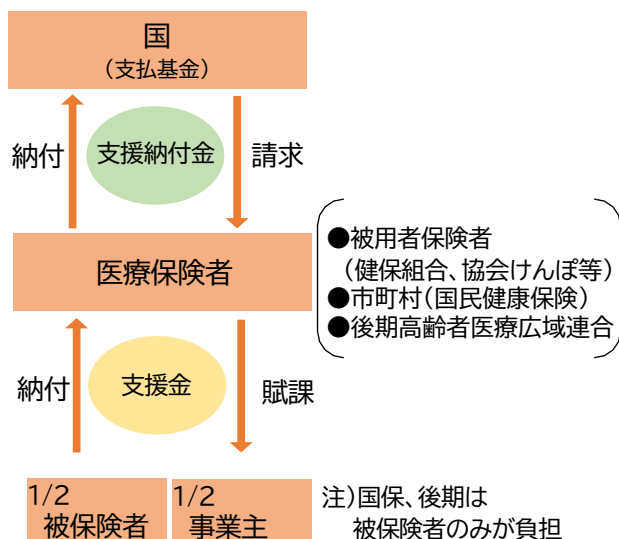 国
（支払基金）
納付
支援納付金
請求
医療保険者
●被用者保険者
（健保組合、協会けんぽ等）
●市町村（国民健康保険）
●後期高齢者医療広域連合
納付
支援金
賦課
1/2
被保険者
1/2
事業主
注）国保、後期は
被保険者のみが負担